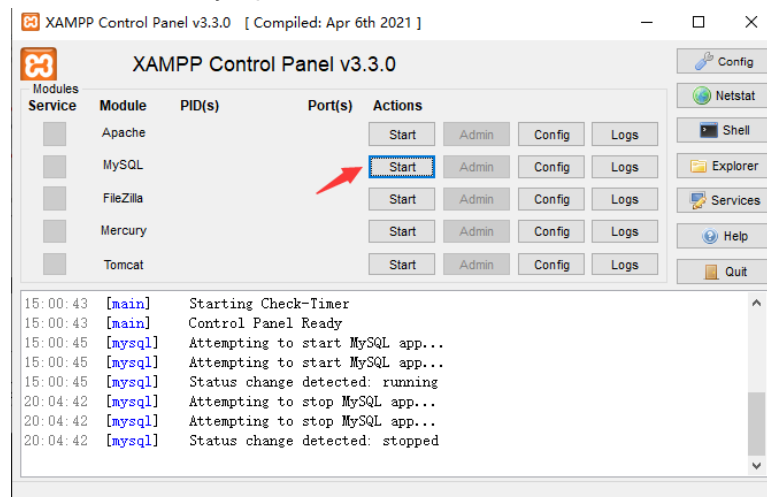 XAMPP Control Panel v3.3.0 [ Compiled: Apr 6th 2021 ]
XAMPP Control Panel v3.3.0
Config
Modules
Service Module PID(s) Port(s) Actions
Netstat
Apache Start Admin Config Logs
Shell
MySQL Start Admin Config Logs
Explorer
FileZilla Start Admin Config Logs
Services
Mercury Start Admin Config Logs
Help
Tomcat Start Admin Config Logs
Quit
15:00:43 [main] Starting Check-Timer
15:00:43 [main] Control Panel Ready
15:00:45 [mysql] Attempting to start MySQL app...
15:00:45 [mysql] Attempting to start MySQL app...
15:00:45 [mysql] Status change detected: running
20:04:42 [mysql] Attempting to stop MySQL app...
20:04:42 [mysql] Attempting to stop MySQL app...
20:04:42 [mysql] Status change detected: stopped